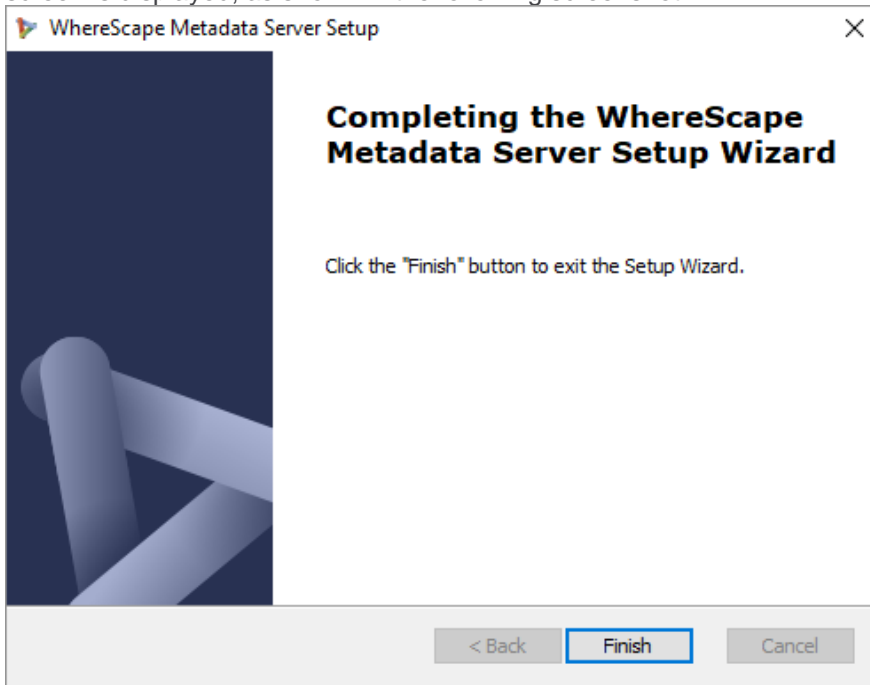 WhereScape Metadata Server Setup
Completing the WhereScape
Metadata Server Setup Wizard
Click the "Finish" button to exit the Setup Wizard.
< Back Finish Cancel